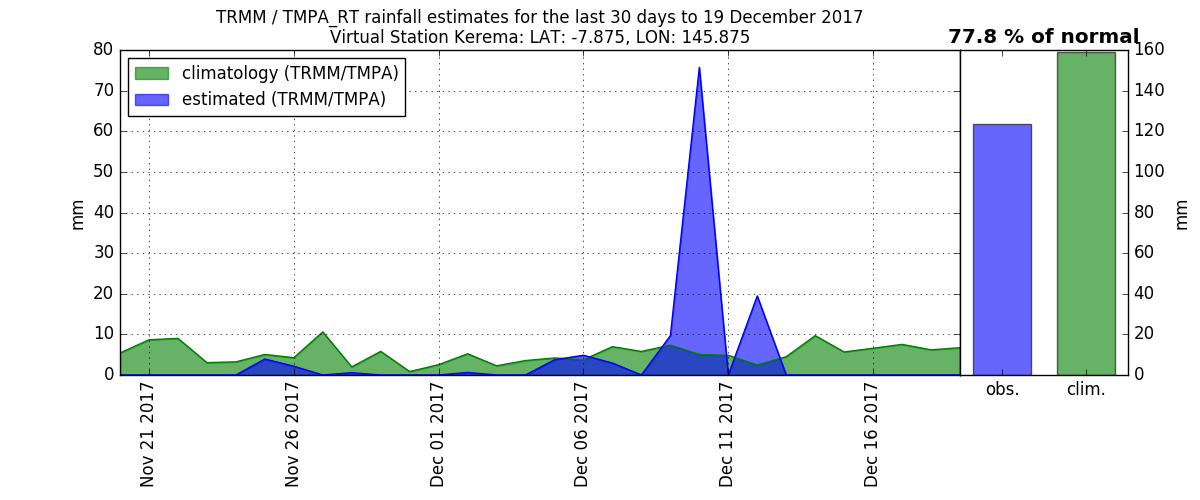 TRMM / TMPA_RT rainfall estimates for the last 30 days to 19 December 2017
Virtual Station Kerema: LAT: -7.875, LON: 145.875
77.8 % of normal
climatology (TRMM/TMPA)
estimated (TRMM/TMPA)
80
70
60
50
40
30
20
10
0
mm
Nov 21 2017
Nov 26 2017
Dec 01 2017
Dec 06 2017
Dec 11 2017
Dec 16 2017
160
140
120
100
80
60
40
20
0
mm
obs.
clim.